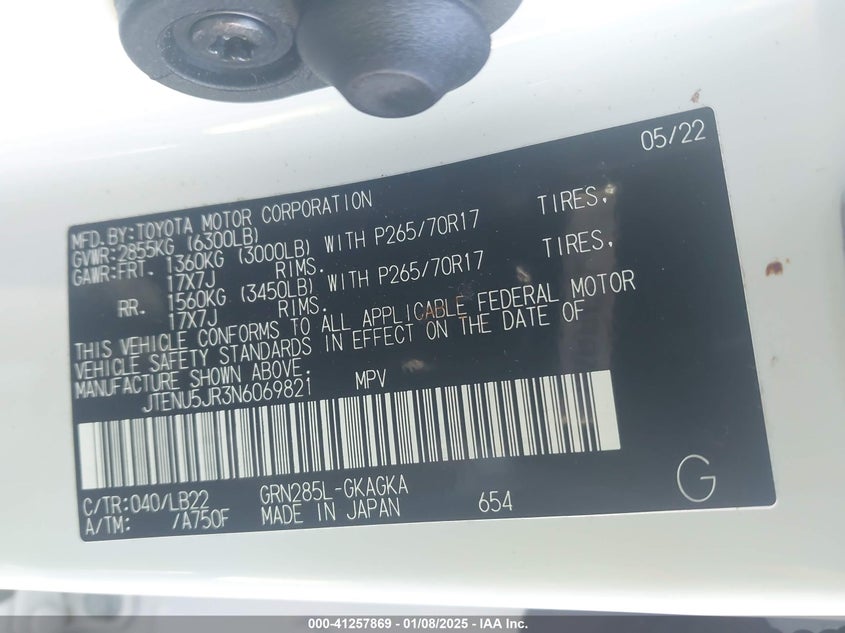 05/22
MFD.BY:TOYOTA MOTOR CORPORATION
GVWR:2855KG (6300LB)
GAWR:FRT. 1360KG (3000LB) WITH P265/70R17 TIRES,
17X7J RIMS.
RR. 1560KG (3450LB) WITH P265/70R17 TIRES,
17X7J RIMS.
THIS VEHICLE CONFORMS TO ALL APPLICABLE FEDERAL MOTOR
VEHICLE SAFETY STANDARDS IN EFFECT ON THE DATE OF
MANUFACTURE SHOWN ABOVE.
JTENU5JR3N6069821 MPV
C/TR:040/LB22 GRN285L-GKAGKA
A/TM: /A750F MADE IN JAPAN 654
G
000-41257869 - 01/08/2025 - IAA Inc.